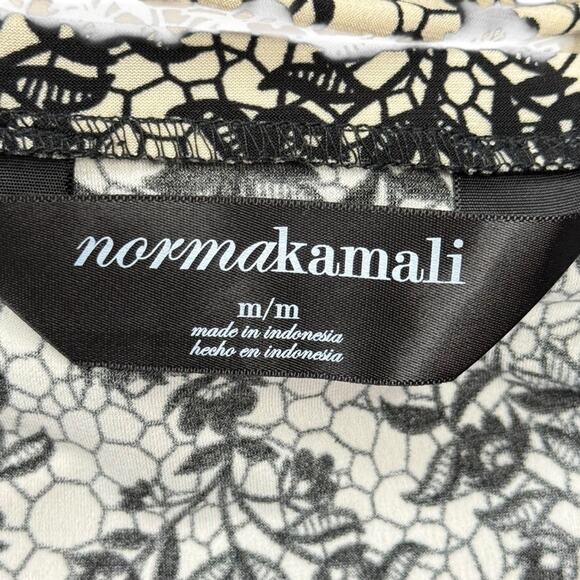 normakamali
m/m
made in indonesia
hecho en indonesia